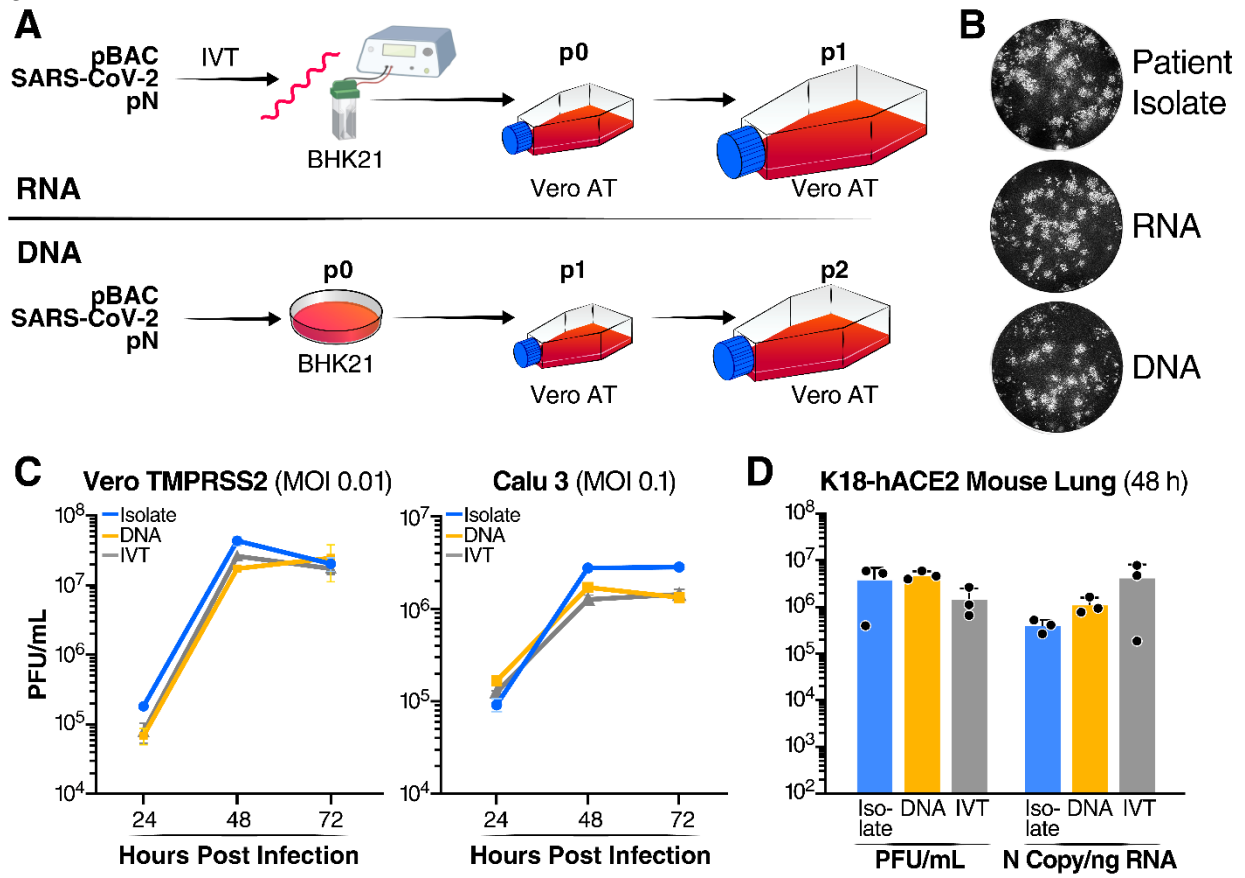 A
pBAC
SARS-CoV-2
pN
IVT
BHK21
p0
Vero AT
p1
Vero AT
RNA
DNA
pBAC
SARS-CoV-2
pN
p0
BHK21
p1
Vero AT
p2
Vero AT
B
Patient
Isolate
RNA
DNA
C
Vero TMPRSS2 (MOI 0.01)
Isolate
DNA
IVT
PFU/mL
10^8
10^7
10^6
10^5
10^4
24 48 72
Hours Post Infection
Calu 3 (MOI 0.1)
Isolate
DNA
IVT
10^7
10^6
10^5
10^4
24 48 72
Hours Post Infection
D
K18-hACE2 Mouse Lung (48 h)
10^8
10^7
10^6
10^5
10^4
10^3
10^2
Iso-
late
DNA
IVT
PFU/mL
Iso-
late
DNA
IVT
N Copy/ng RNA